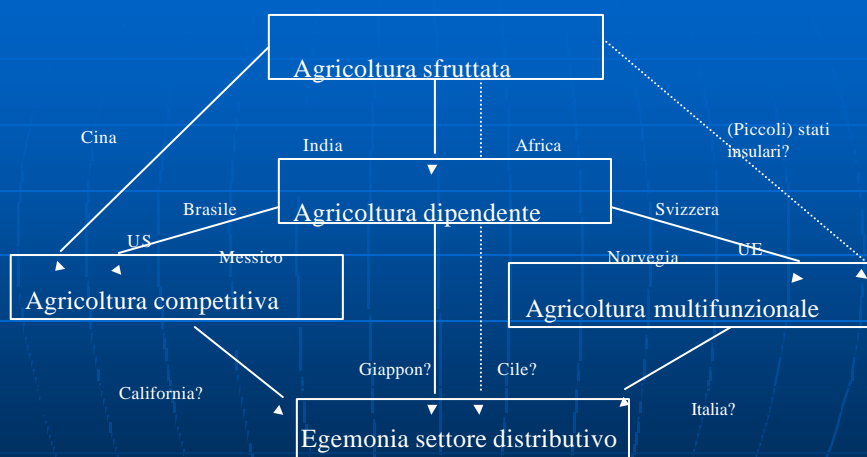 Agricoltura sfruttata
Cina
India
Africa
(Piccoli) stati
insulari?
Brasile
Agricoltura dipendente
Svizzera
US
Messico
Norvegia
UE
Agricoltura competitiva
Agricoltura multifunzionale
Giappon?
Cile?
California?
Italia?
Egemonia settore distributivo